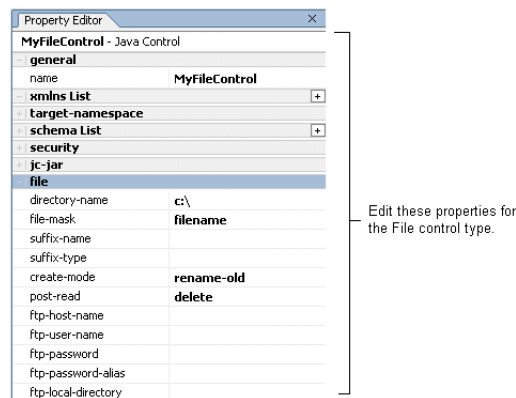 Property Editor
MyFileControl - Java Control
general
name MyFileControl
xmlns List
target-namespace
schema List
security
jc-jar
file
directory-name c:\
file-mask filename
suffix-name
suffix-type
create-mode rename-old
post-read delete
ftp-host-name
ftp-user-name
ftp-password
ftp-password-alias
ftp-local-directory
Edit these properties for
the File control type.